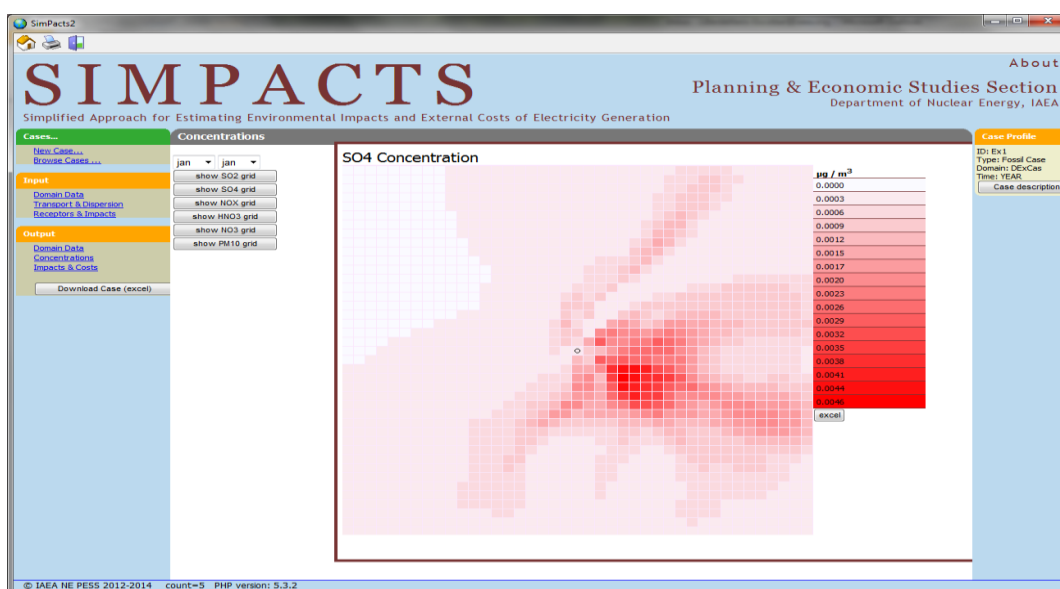 SimPacts2
SIMPACTS
Simplified Approach for Estimating Environmental Impacts and External Costs of Electricity Generation
About
Planning & Economic Studies Section
Department of Nuclear Energy, IAEA
Cases...
New Case...
Browse Cases ...
Input
Domain Data
Transport & Dispersion
Receptors & Impacts
Output
Domain Data
Concentrations
Impacts & Costs
Download Case (excel)
Concentrations
jan jan
show SO2 grid
show SO4 grid
show NOX grid
show HNO3 grid
show NO3 grid
show PM10 grid
SO4 Concentration
µg / m³
0.0000
0.0003
0.0006
0.0009
0.0012
0.0015
0.0017
0.0020
0.0023
0.0026
0.0029
0.0032
0.0035
0.0038
0.0041
0.0044
0.0046
excel
Case Profile
ID: Ex1
Type: Fossil Case
Domain: DExCas
Time: YEAR
Case description
© IAEA NE PESS 2012-2014 count=5 PHP version: 5.3.2